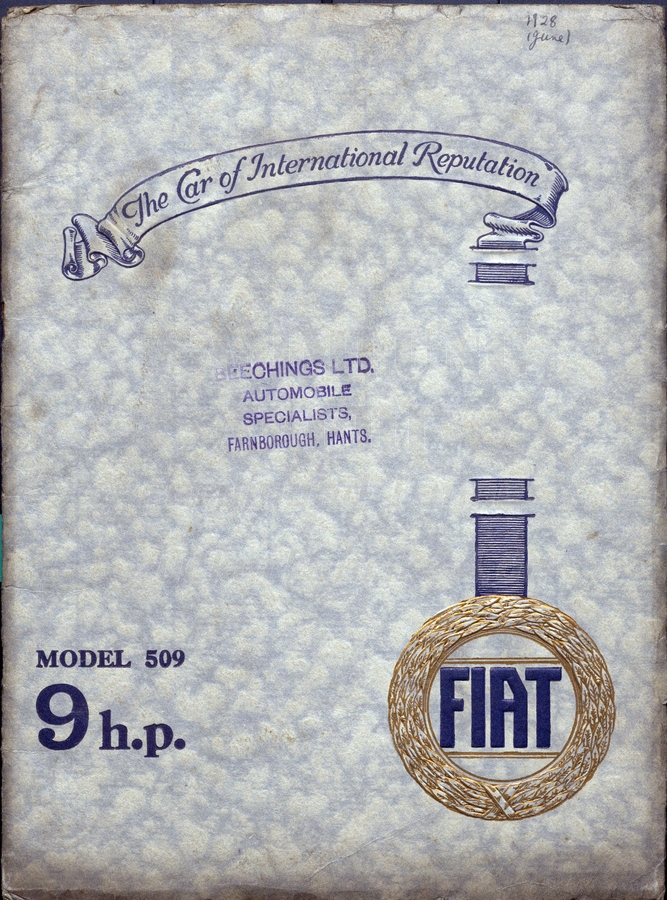 1928
(June)
The Car of International Reputation
BEECHINGS LTD.
AUTOMOBILE
SPECIALISTS,
FARNBOROUGH, HANTS.
MODEL 509
9 h.p.
FIAT